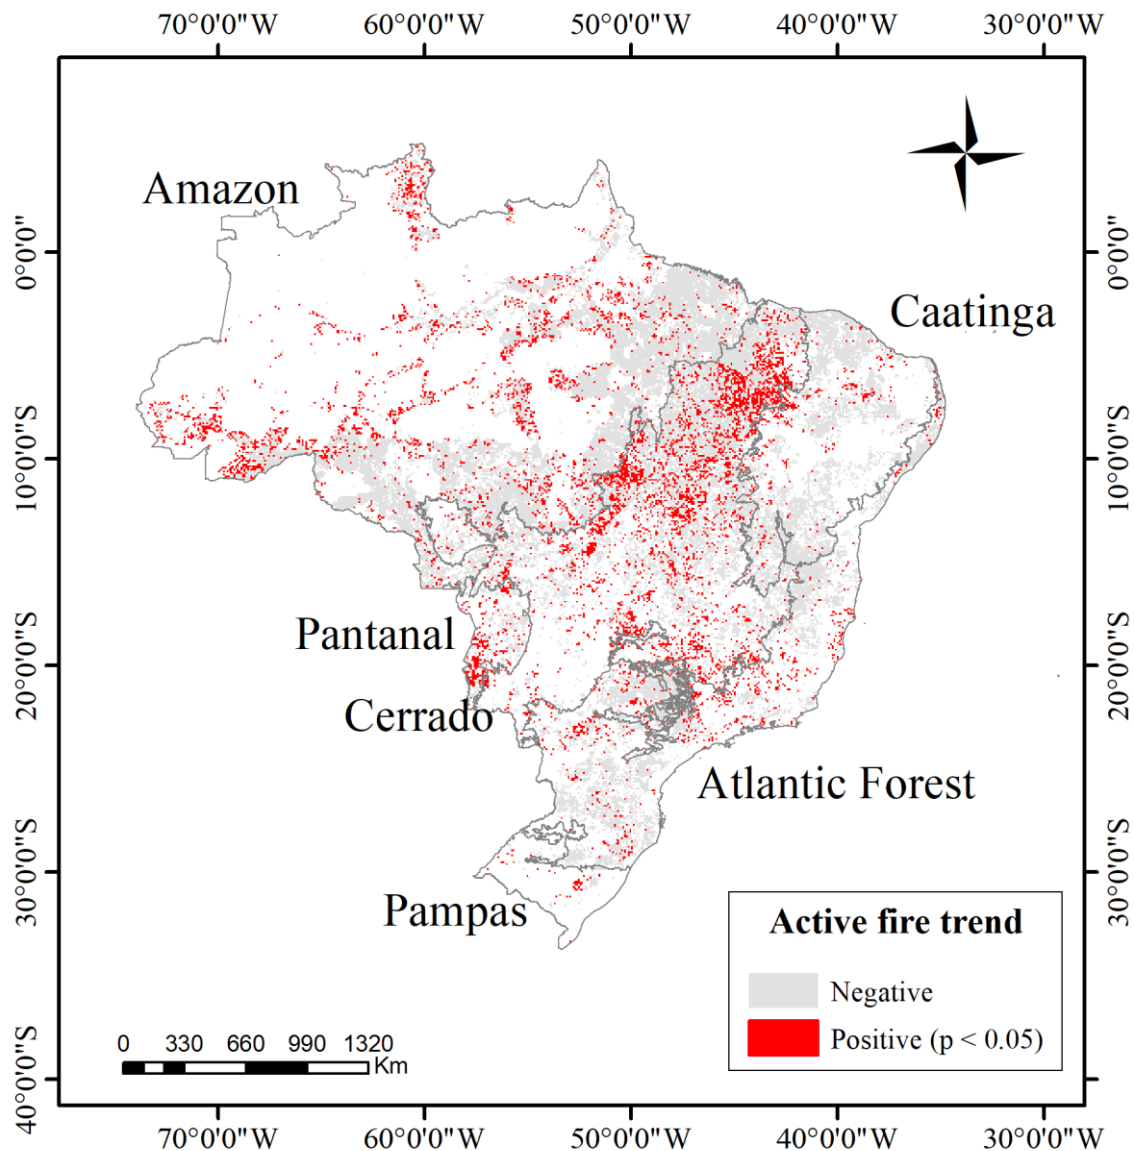 70°0'0"W 60°0'0"W 50°0'0"W 40°0'0"W 30°0'0"W
Amazon
0°0'0" 0°0'0"
Caatinga
10°0'0"S 10°0'0"S
Pantanal
20°0'0"S 20°0'0"S
Cerrado
Atlantic Forest
30°0'0"S 30°0'0"S
Pampas
Active fire trend
Negative
Positive (p < 0.05)
0 330 660 990 1320
Km
40°0'0"S
70°0'0"W 60°0'0"W 50°0'0"W 40°0'0"W 30°0'0"W